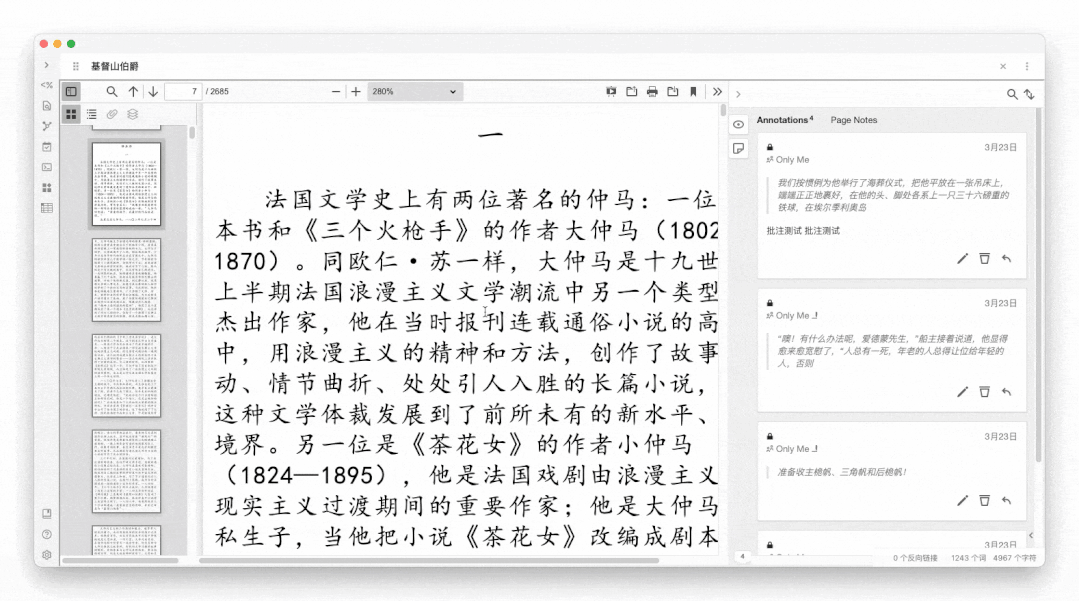 基督山伯爵
7 / 2685
280%
一
法国文学史上有两位著名的仲马：一位
本书和《三个火枪手》的作者大仲马（1802
1870）。同欧仁·苏一样，大仲马是十九世
上半期法国浪漫主义文学潮流中另一个类型
杰出作家，他在当时报刊连载通俗小说的高
中，用浪漫主义的精神和方法，创作了故事
动、情节曲折、处处引人入胜的长篇小说，
这种文学体裁发展到了前所未有的新水平、
境界。另一位是《茶花女》的作者小仲马
（1824—1895），他是法国戏剧由浪漫主义
现实主义过渡期间的重要作家；他是大仲马
私生子，当他把小说《茶花女》改编成剧本
Annotations 4 Page Notes
3月23日
Only Me
我们按惯例为他举行了海葬仪式，把他平放在一张吊床上，
端端正正地裹好，在他的头、脚处各系上一只三十六磅重的
铁球，在埃尔季利奥岛
批注测试 批注测试
3月23日
Only Me
“噢！有什么办法呢，爱德蒙先生，”船主接着说道，他显得
愈来愈宽慰了，“人总有一死，年老的人总得让位给年轻的
人，否则
3月23日
Only Me
准备收主桅帆、三角帆和后桅帆！
3月23日
4
0 个反向链接 1243 个词 4967 个字符